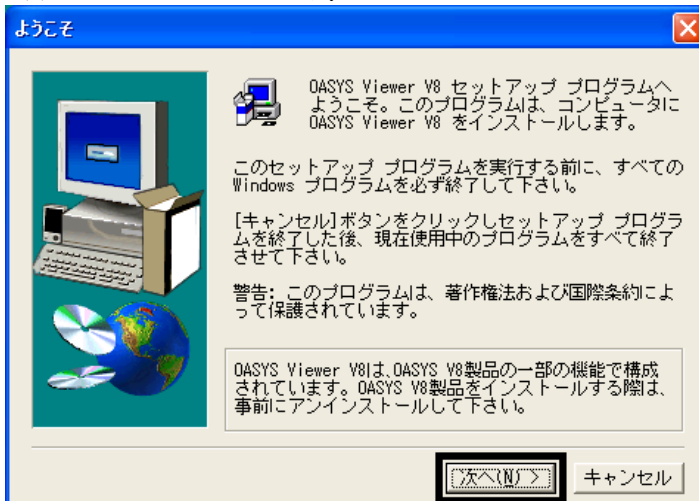 ようこそ
OASYS Viewer V8 セットアップ プログラムへ
ようこそ。このプログラムは、コンピュータに
OASYS Viewer V8 をインストールします。
このセットアップ プログラムを実行する前に、すべての
Windows プログラムを必ず終了して下さい。
[キャンセル]ボタンをクリックしセットアップ プログラ
ムを終了した後、現在使用中のプログラムをすべて終了
させて下さい。
警告: このプログラムは、著作権法および国際条約によ
って保護されています。
OASYS Viewer V8は、OASYS V8製品の一部の機能で構成
されています。OASYS V8製品をインストールする際は、
事前にアンインストールして下さい。
次へ(N) >
キャンセル